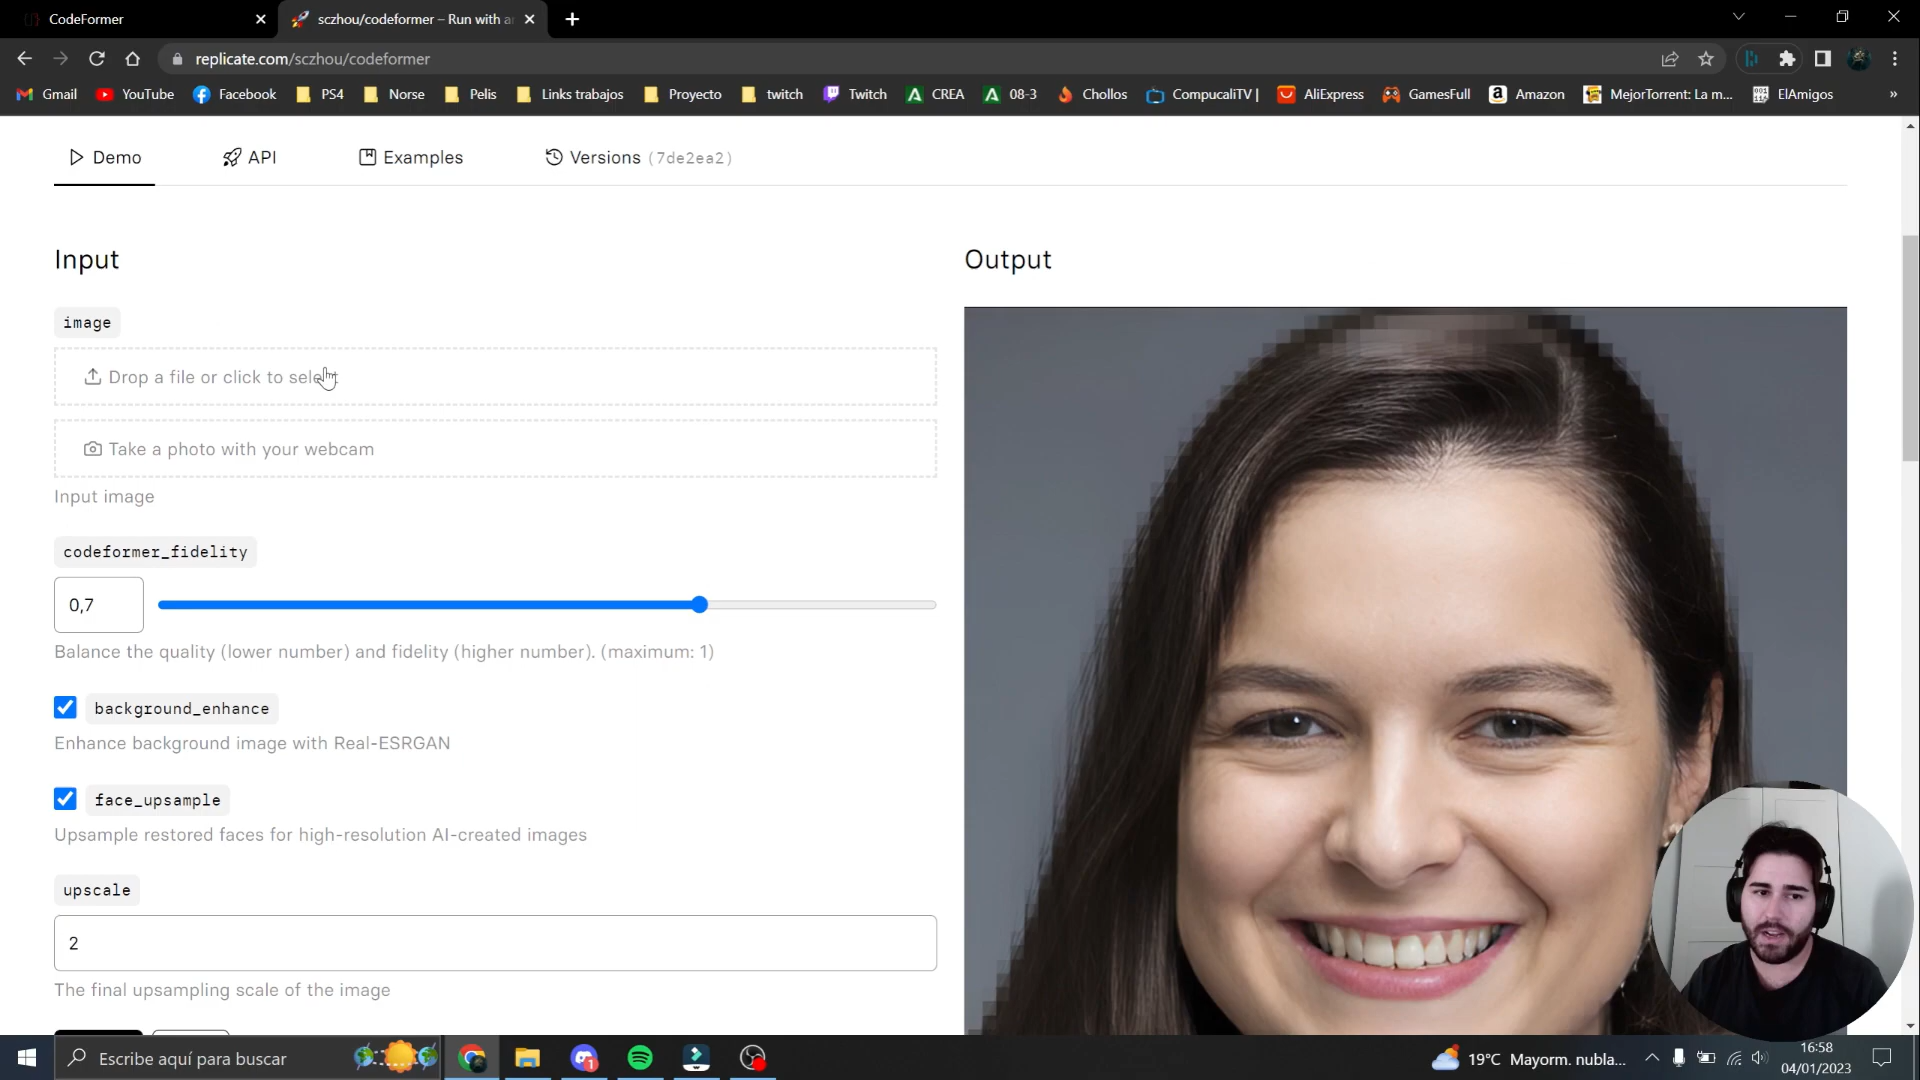 CodeFormer
sczhou/codeformer – Run with an
replicate.com/sczhou/codeformer
Gmail YouTube Facebook PS4 Norse Pelis Links trabajos Proyecto twitch Twitch CREA 08-3 Chollos CompucaliTV | AliExpress GamesFull Amazon MejorTorrent: La m... ElAmigos »
Demo API Examples Versions (7de2ea2)
Input
image
Drop a file or click to select
Take a photo with your webcam
Input image
codeformer_fidelity
0,7
Balance the quality (lower number) and fidelity (higher number). (maximum: 1)
background_enhance
Enhance background image with Real-ESRGAN
face_upsample
Upsample restored faces for high-resolution AI-created images
upscale
2
The final upsampling scale of the image
Output
Escribe aquí para buscar
1
19°C Mayorm. nubla...
16:58
04/01/2023